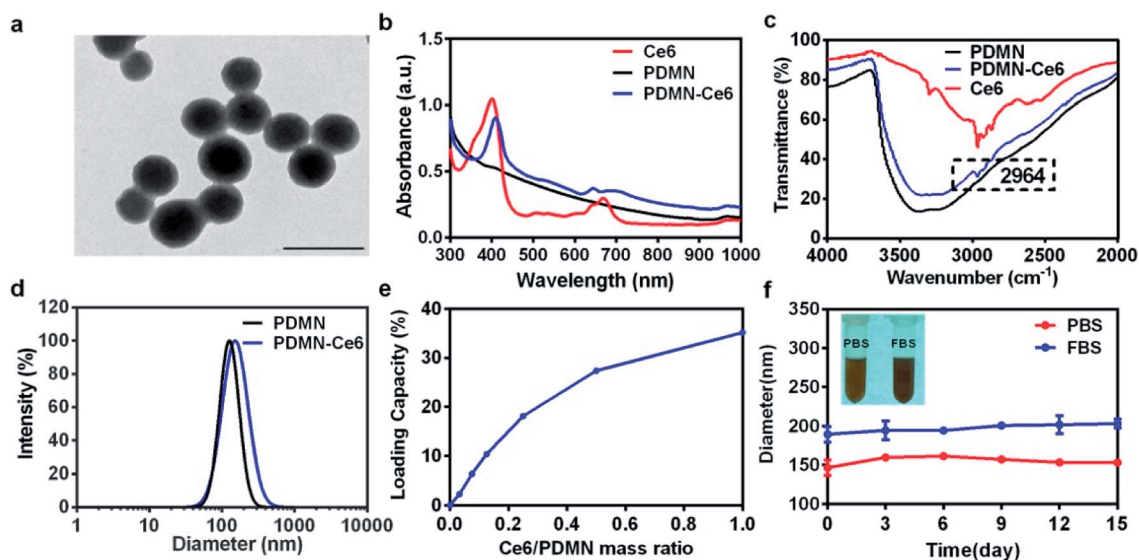 a
b
Absorbance (a.u.)
1.5
1.0
0.5
0.0
Ce6
PDMN
PDMN-Ce6
300 400 500 600 700 800 900 1000
Wavelength (nm)
c
Transmittance (%)
100
80
60
40
20
0
PDMN
PDMN-Ce6
Ce6
2964
4000 3500 3000 2500 2000
Wavenumber (cm⁻¹)
d
Intensity (%)
120
100
80
60
40
20
0
PDMN
PDMN-Ce6
1 10 100 1000 10000
Diameter (nm)
e
Loading Capacity (%)
40
30
20
10
0
0.0 0.2 0.4 0.6 0.8 1.0
Ce6/PDMN mass ratio
f
Diameter(nm)
350
300
250
200
150
100
PBS FBS
PBS
FBS
0 3 6 9 12 15
Time(day)